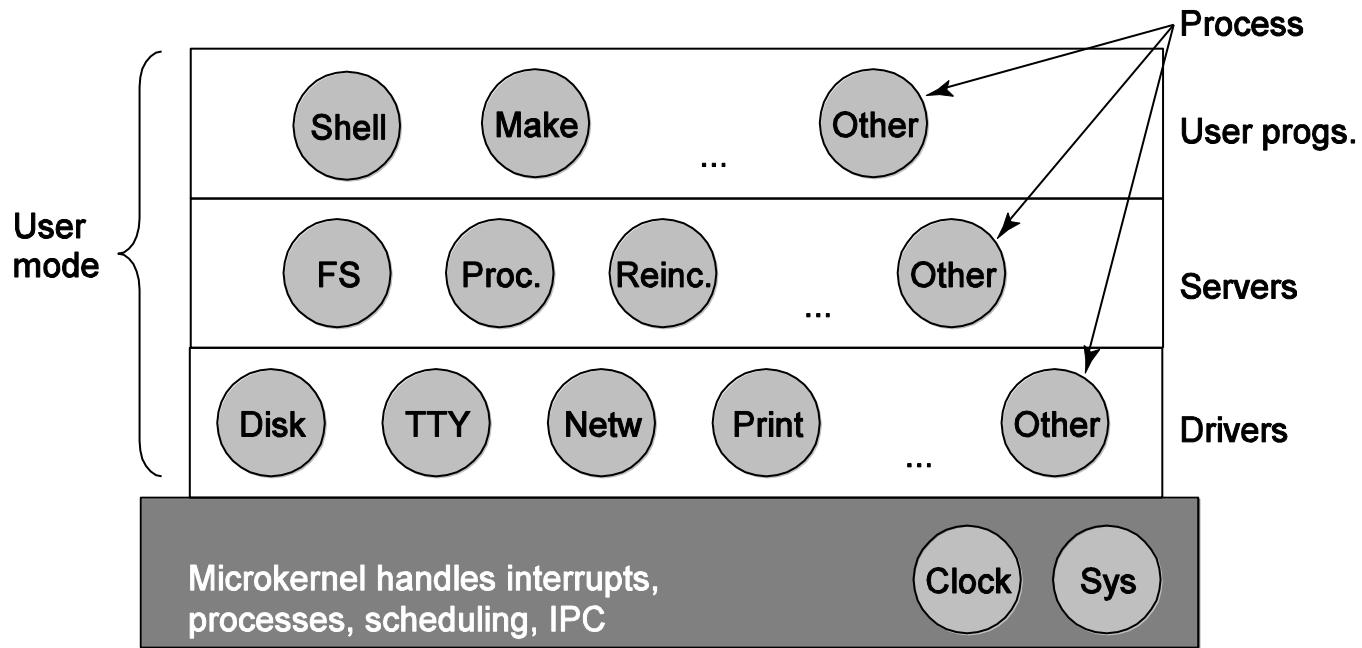 Process
Shell
Make
...
Other
User progs.
User
mode
FS
Proc.
Reinc.
...
Other
Servers
Disk
TTY
Netw
Print
...
Other
Drivers
Microkernel handles interrupts,
processes, scheduling, IPC
Clock
Sys